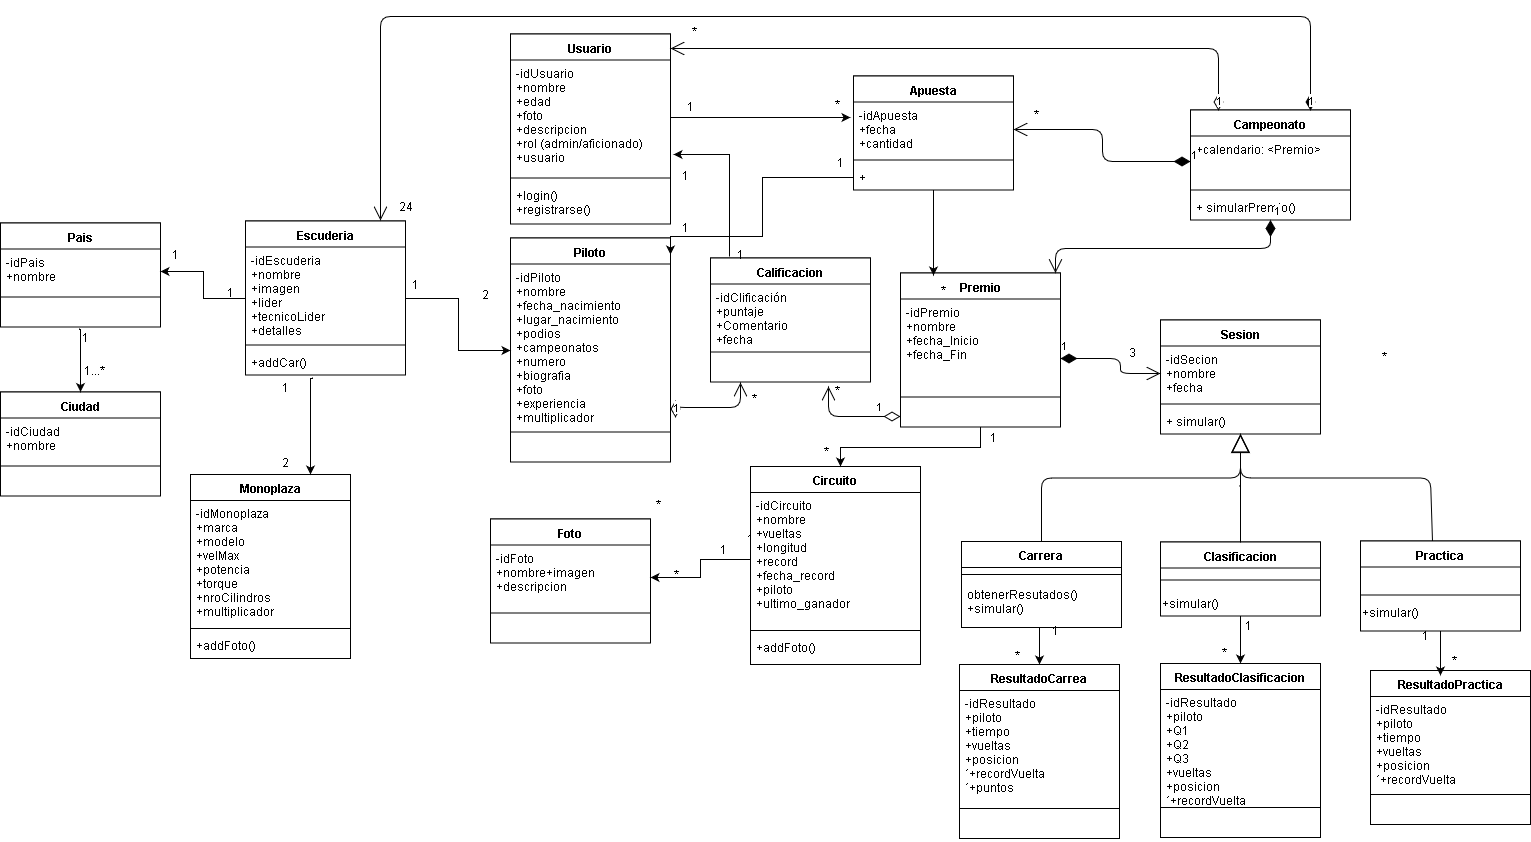 *
Usuario
-idUsuario
+nombre
+edad
+foto
+descripcion
+rol (admin/aficionado)
+usuario
+login()
+registrarse()
1
*
Apuesta
-idApuesta
+fecha
+cantidad
+
*
1
1
1
Campeonato
+calendario: <Premio>
+ simularPremio()
1
1
24
Pais
-idPais
+nombre
1
1
Escuderia
-idEscuderia
+nombre
+imagen
+lider
+tecnicoLider
+detalles
+addCar()
1
2
1
1
1
1
Piloto
-idPiloto
+nombre
+fecha_nacimiento
+lugar_nacimiento
+podios
+campeonatos
+numero
+biografia
+foto
+experiencia
+multiplicador
1
*
1
Calificacion
-idClificación
+puntaje
+Comentario
+fecha
*
1
* Premio
-idPremio
+nombre
+fecha_Inicio
+fecha_Fin
1
3
1
Sesion
-idSecion
+nombre
+fecha
+ simular()
*
1
1...*
Ciudad
-idCiudad
+nombre
1
2
Monoplaza
-idMonoplaza
+marca
+modelo
+velMax
+potencia
+torque
+nroCilindros
+multiplicador
+addFoto()
*
Foto
-idFoto
+nombre+imagen
+descripcion
*
1
*
Circuito
-idCircuito
+nombre
+vueltas
+longitud
+record
+fecha_record
+piloto
+ultimo_ganador
+addFoto()
Carrera
obtenerResutados()
+simular()
1
*
Clasificacion
+simular()
1
*
Practica
+simular()
1
*
ResultadoCarrea
-idResultado
+piloto
+tiempo
+vueltas
+posicion
´+recordVuelta
´+puntos
ResultadoClasificacion
-idResultado
+piloto
+Q1
+Q2
+Q3
+vueltas
+posicion
´+recordVuelta
ResultadoPractica
-idResultado
+piloto
+tiempo
+vueltas
+posicion
´+recordVuelta